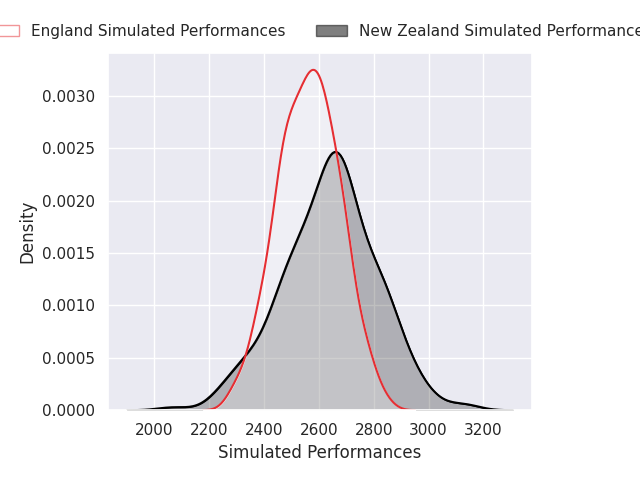 England Simulated Performances New Zealand Simulated Performance
0.0030
0.0025
0.0020
0.0015
0.0010
0.0005
0.0000
Density
2000 2200 2400 2600 2800 3000 3200
Simulated Performances